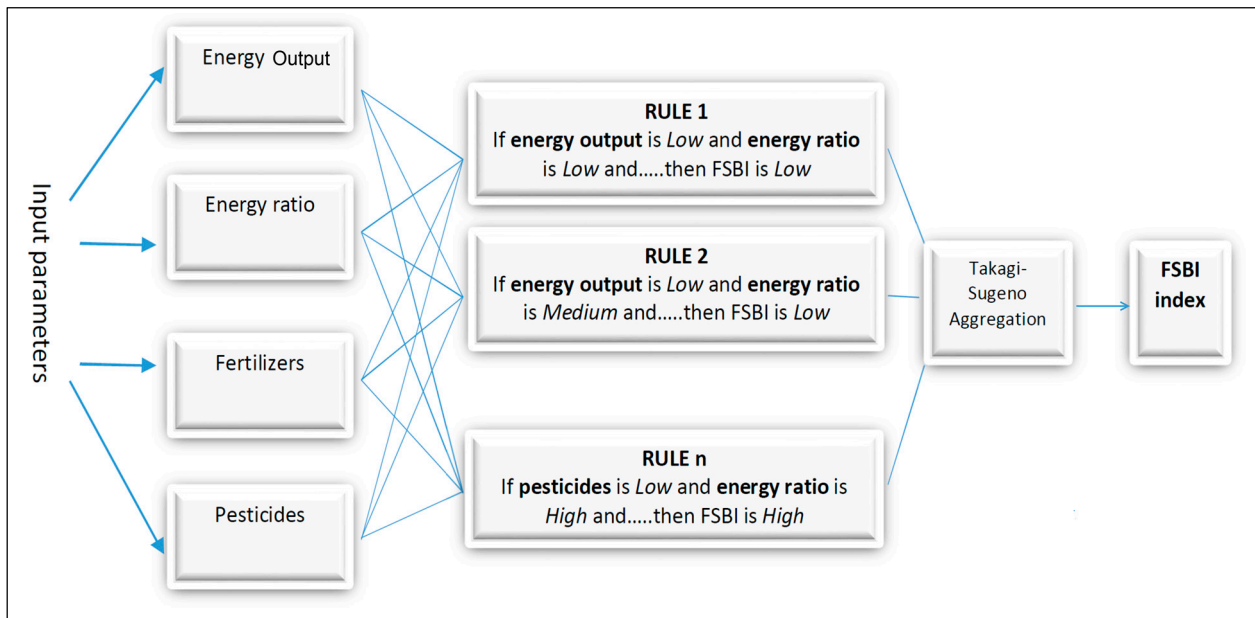 Input parameters
Energy Output
Energy ratio
Fertilizers
Pesticides
RULE 1
If energy output is Low and energy ratio
is Low and.....then FSBI is Low
RULE 2
If energy output is Low and energy ratio
is Medium and.....then FSBI is Low
RULE n
If pesticides is Low and energy ratio is
High and.....then FSBI is High
Takagi-
Sugeno
Aggregation
FSBI
index